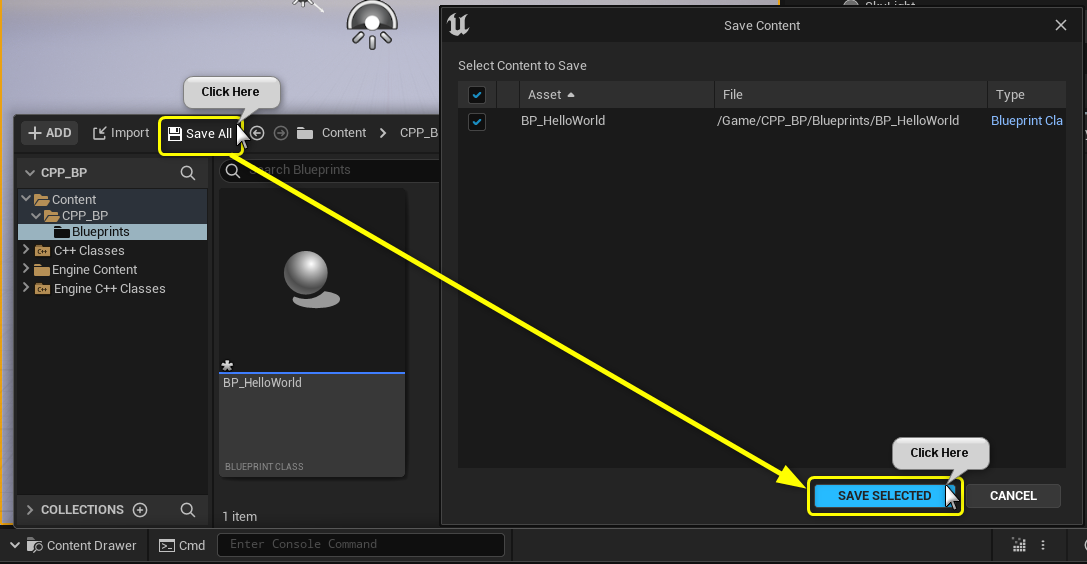 SkyLight
Save Content
Select Content to Save
Asset
File
Type
BP_HelloWorld
/Game/CPP_BP/Blueprints/BP_HelloWorld
Blueprint Cla
Click Here
ADD
Import
Save All
Content
CPP_B
CPP_BP
Search Blueprints
Content
CPP_BP
Blueprints
C++ Classes
Engine Content
Engine C++ Classes
BP_HelloWorld
BLUEPRINT CLASS
Click Here
SAVE SELECTED
CANCEL
COLLECTIONS
1 item
Content Drawer
Cmd
Enter Console Command